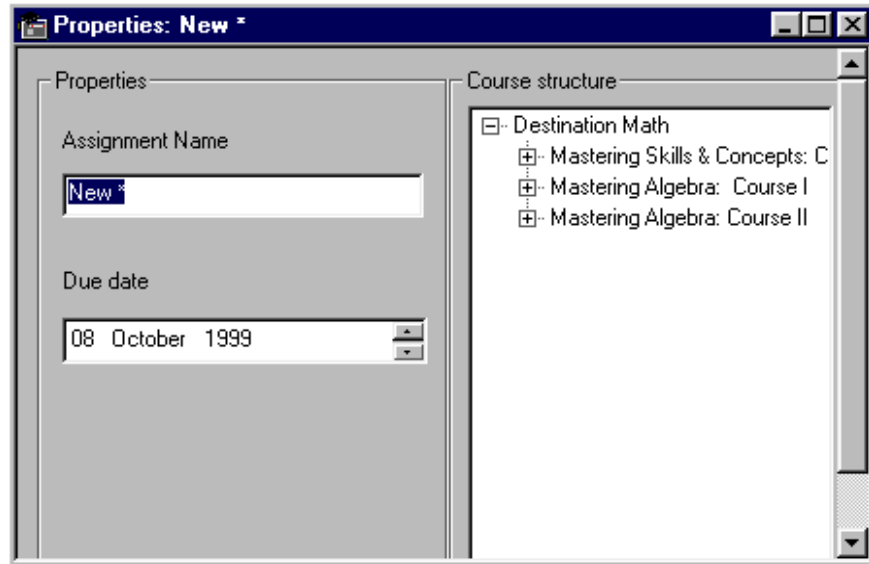 Properties: New *
Properties
Assignment Name
New *
Due date
08 October 1999
Course structure
Destination Math
Mastering Skills & Concepts: C
Mastering Algebra: Course I
Mastering Algebra: Course II